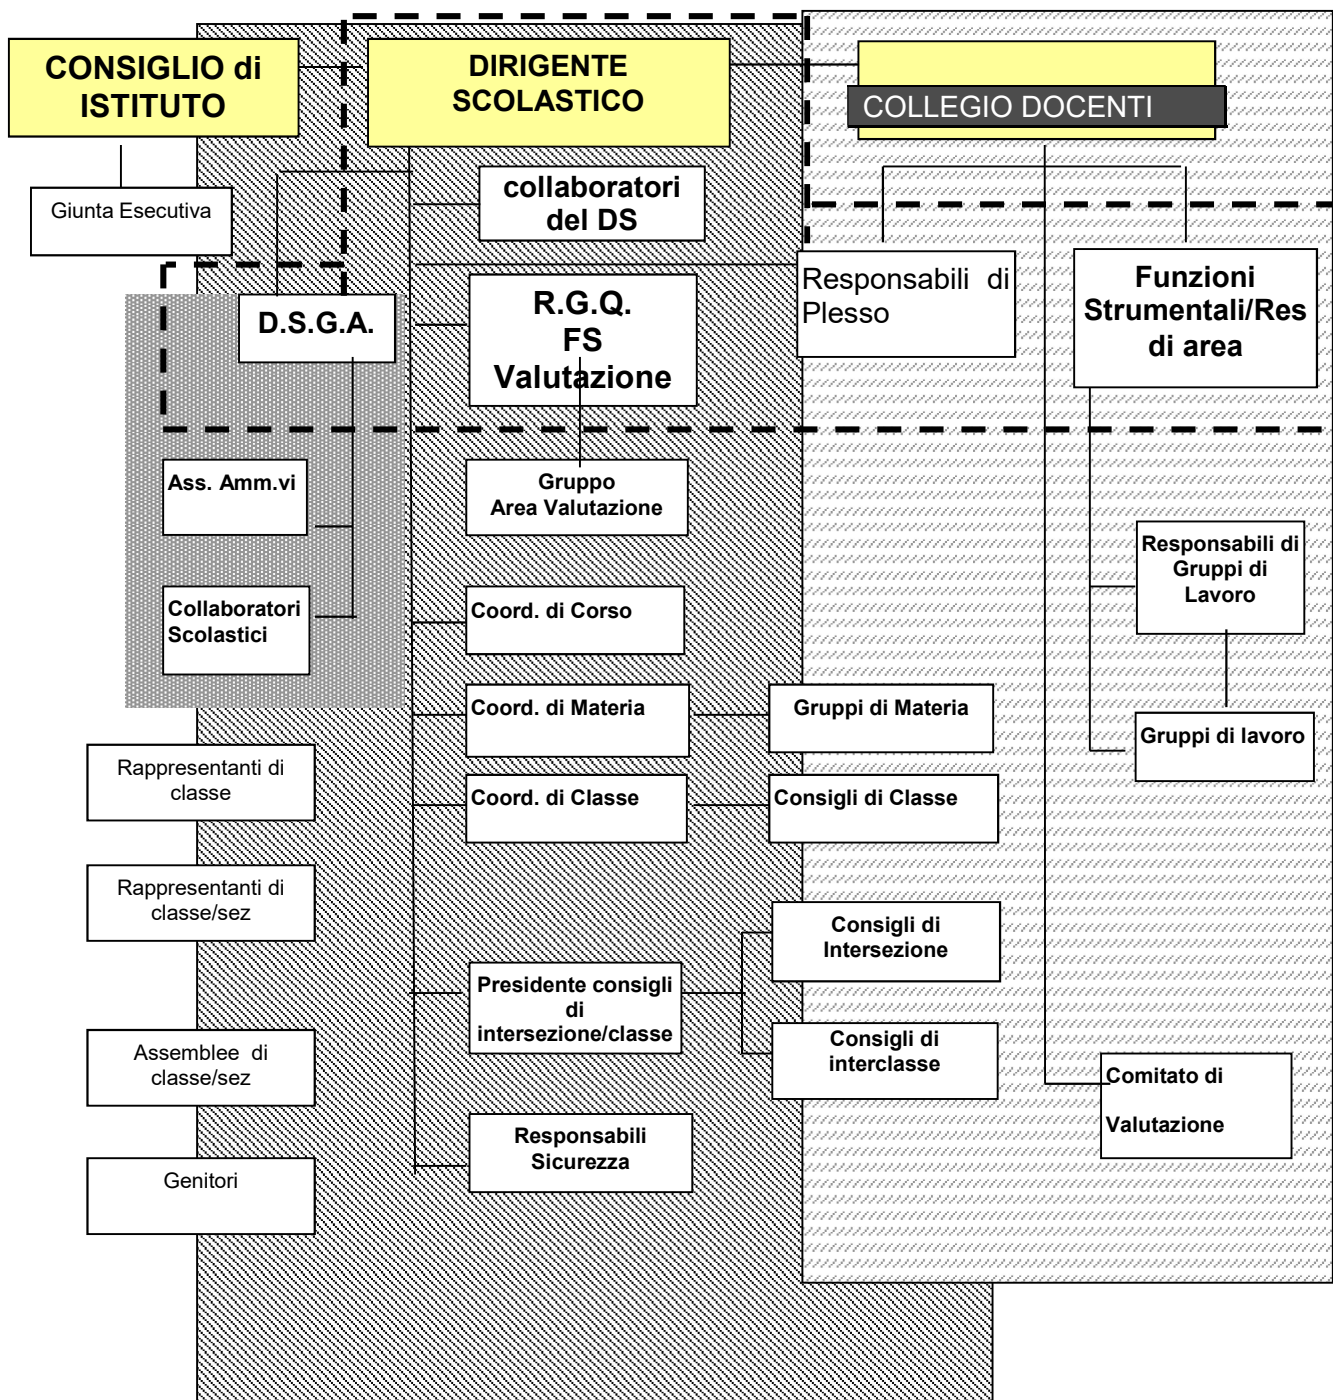 CONSIGLIO di
ISTITUTO
DIRIGENTE
SCOLASTICO
COLLEGIO DOCENTI
Giunta Esecutiva
collaboratori
del DS
D.S.G.A.
R.G.Q.
FS
Valutazione
Responsabili di
Plesso
Funzioni
Strumentali/Res
di area
Ass. Amm.vi
Gruppo
Area Valutazione
Responsabili di
Gruppi di
Lavoro
Collaboratori
Scolastici
Coord. di Corso
Coord. di Materia
Gruppi di Materia
Gruppi di lavoro
Rappresentanti di
classe
Coord. di Classe
Consigli di Classe
Rappresentanti di
classe/sez
Consigli di
Intersezione
Presidente consigli
di
intersezione/classe
Consigli di
interclasse
Assemblee di
classe/sez
Comitato di
Valutazione
Responsabili
Sicurezza
Genitori